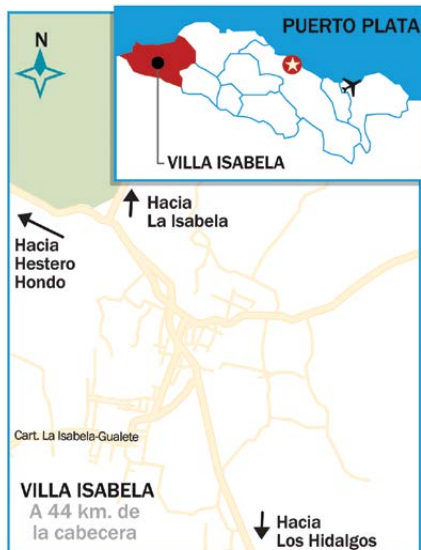 N
PUERTO PLATA
VILLA ISABELA
Hacia
La Isabela
Hacia
Hestero
Hondo
Cart. La Isabela-Gualete
VILLA ISABELA
A 44 km. de
la cabecera
Hacia
Los Hidalgos